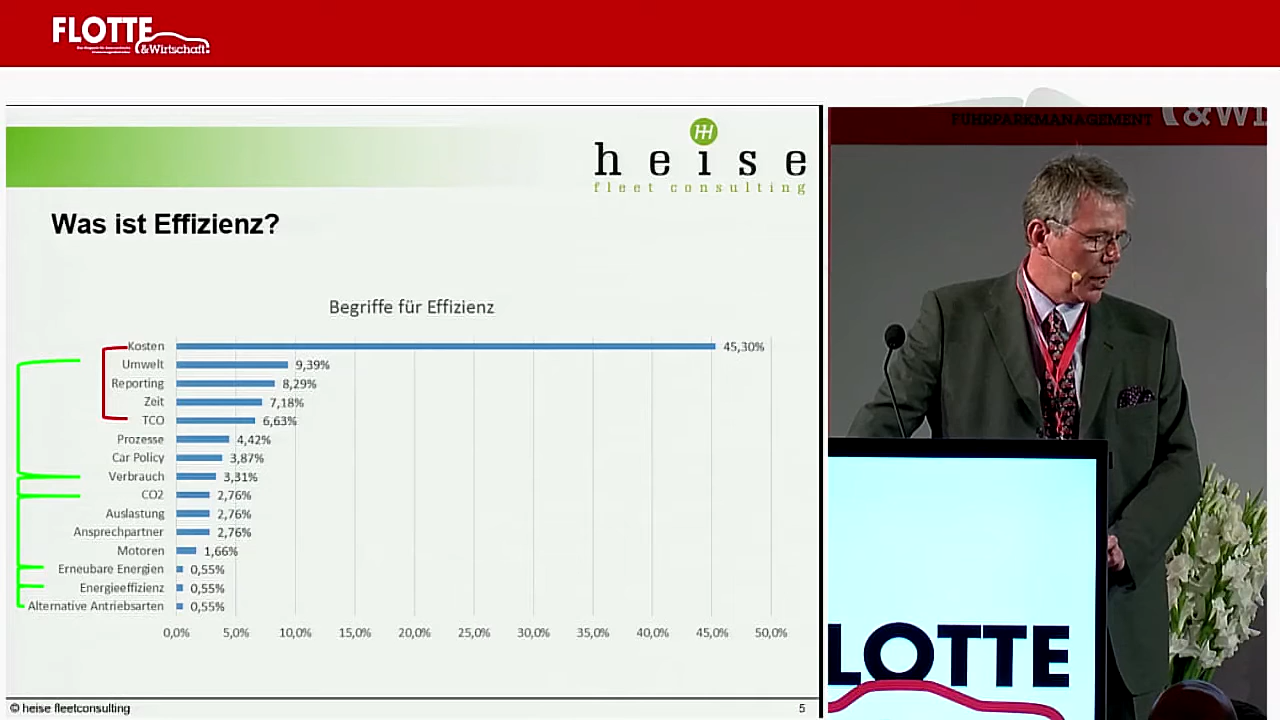 FLOTTE
&Wirtschaft
FUHRPARKMANAGEMENT
&WI
heise
fleet consulting
Was ist Effizienz?
Begriffe für Effizienz
Kosten 45,30%
Umwelt 9,39%
Reporting 8,29%
Zeit 7,18%
TCO 6,63%
Prozesse 4,42%
Car Policy 3,87%
Verbrauch 3,31%
CO2 2,76%
Auslastung 2,76%
Ansprechpartner 2,76%
Motoren 1,66%
Erneubare Energien 0,55%
Energieeffizienz 0,55%
Alternative Antriebsarten 0,55%
0,0% 5,0% 10,0% 15,0% 20,0% 25,0% 30,0% 35,0% 40,0% 45,0% 50,0%
LOTTE
© heise fleetconsulting 5